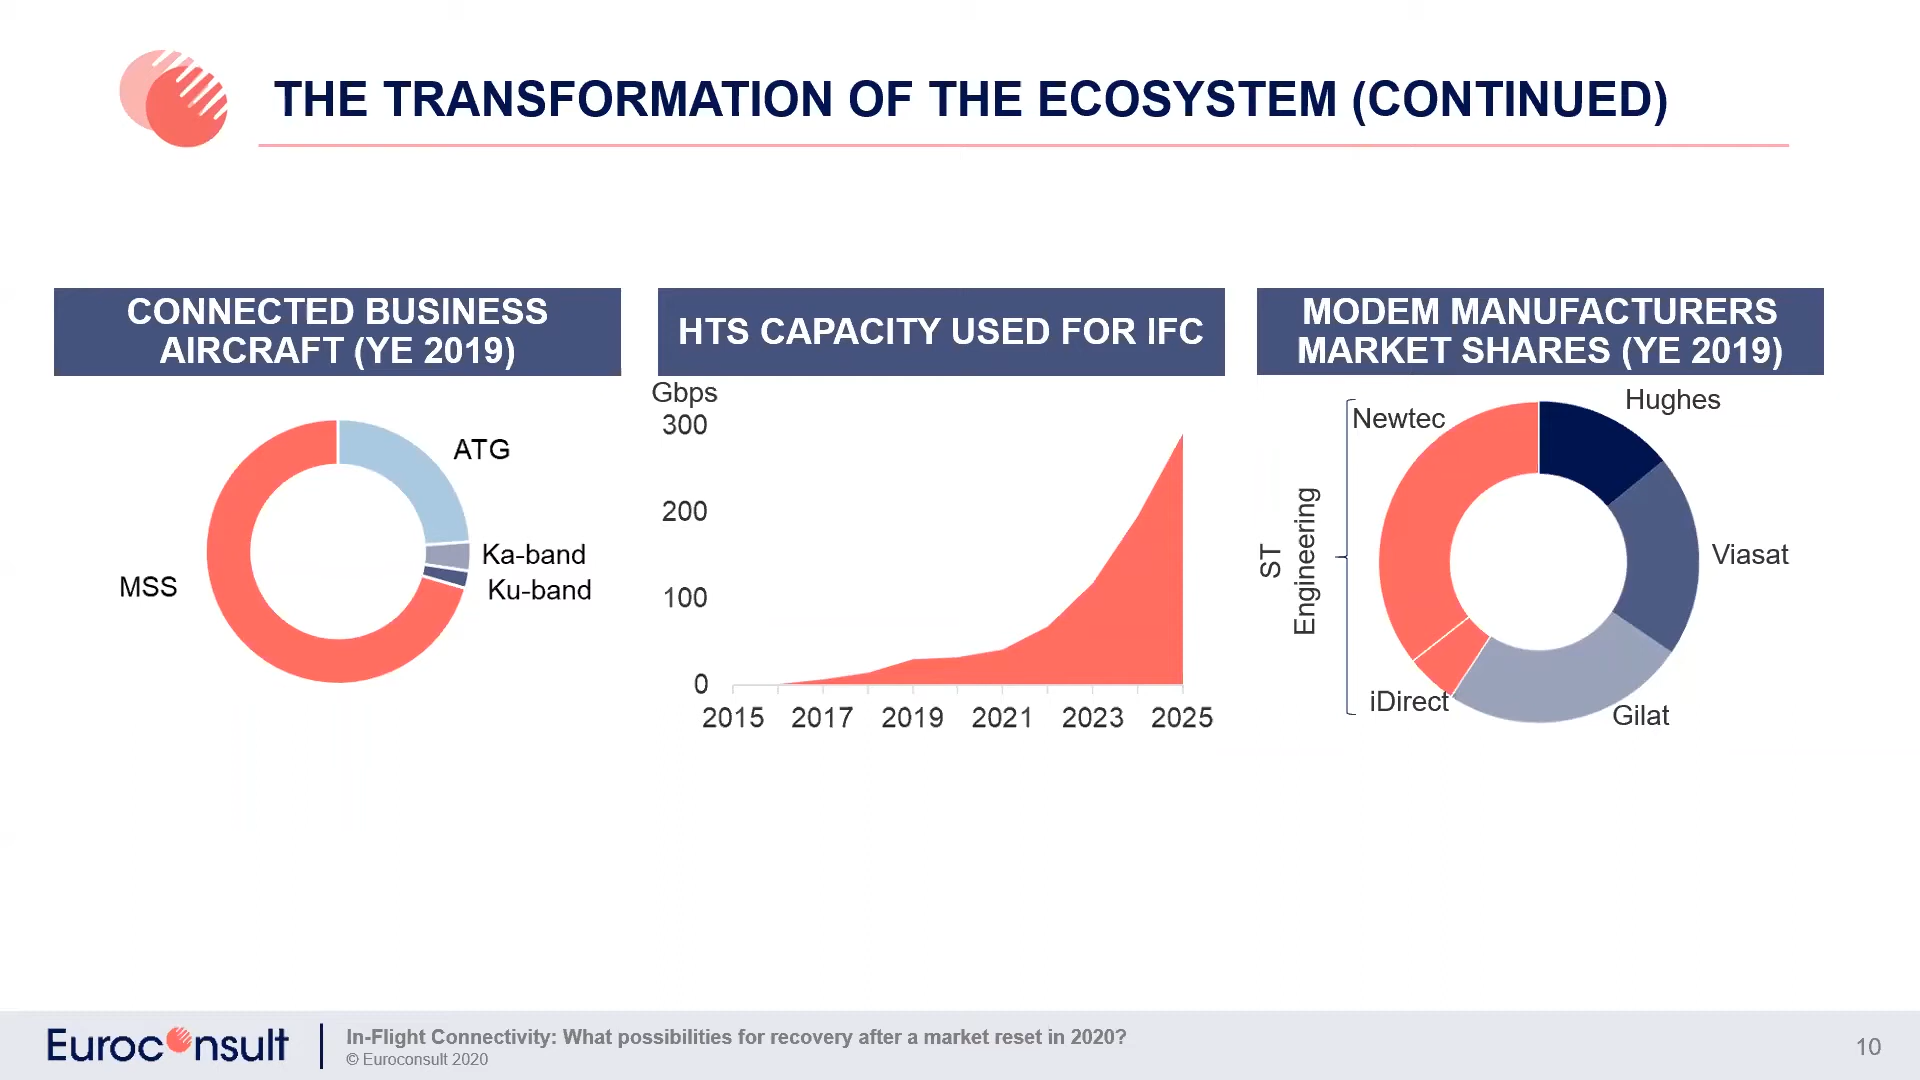 THE TRANSFORMATION OF THE ECOSYSTEM (CONTINUED)
CONNECTED BUSINESS
AIRCRAFT (YE 2019)
ATG
Ka-band
Ku-band
MSS
HTS CAPACITY USED FOR IFC
Gbps
300
200
100
0
2015 2017 2019 2021 2023 2025
MODEM MANUFACTURERS
MARKET SHARES (YE 2019)
Hughes
Newtec
Viasat
ST
Engineering
iDirect
Gilat
Euroconsult
In-Flight Connectivity: What possibilities for recovery after a market reset in 2020?
© Euroconsult 2020
10